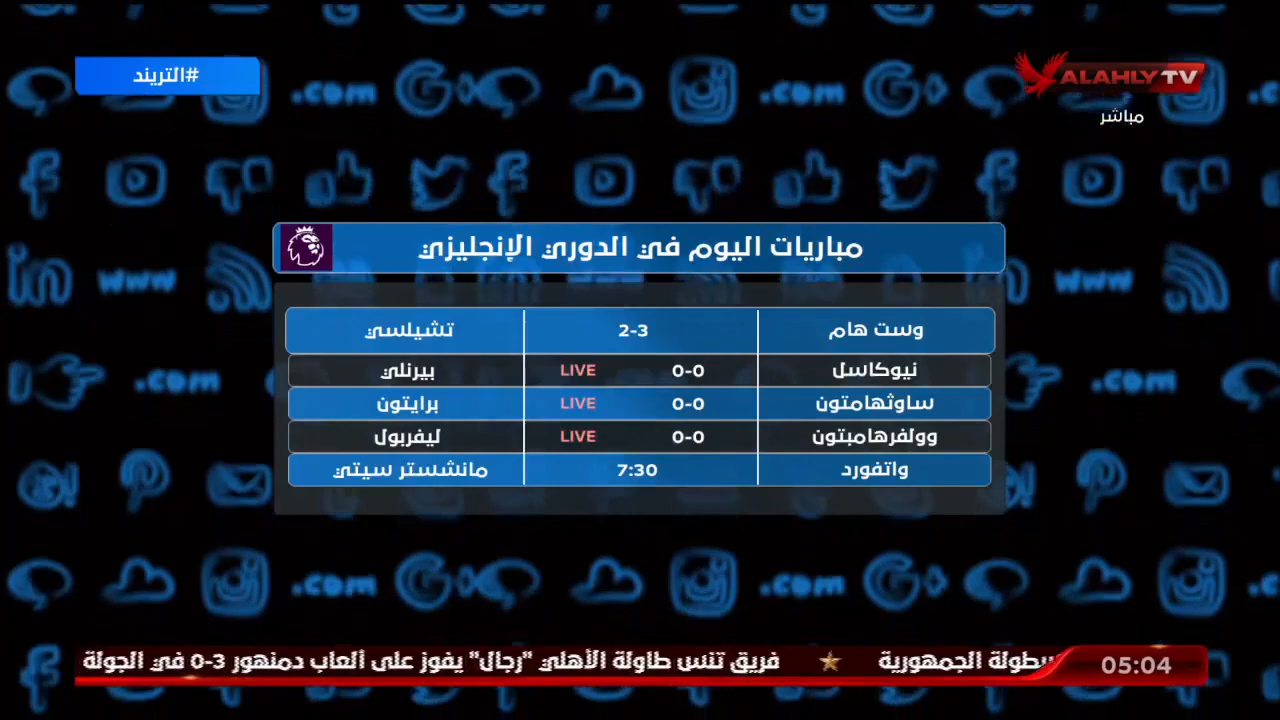 #التريند
ALAHLY TV
مباشر
مباريات اليوم في الدوري الإنجليزي
وست هام 2-3 تشيلسي
نيوكاسل 0-0 LIVE بيرنلي
ساوثهامتون 0-0 LIVE برايتون
وولفرهامبتون 0-0 LIVE ليفربول
واتفورد 7:30 مانشستر سيتي
05:04 بطولة الجمهورية ★ فريق تنس طاولة الأهلي "رجال" يفوز على ألعاب دمنهور 3-0 في الجولة